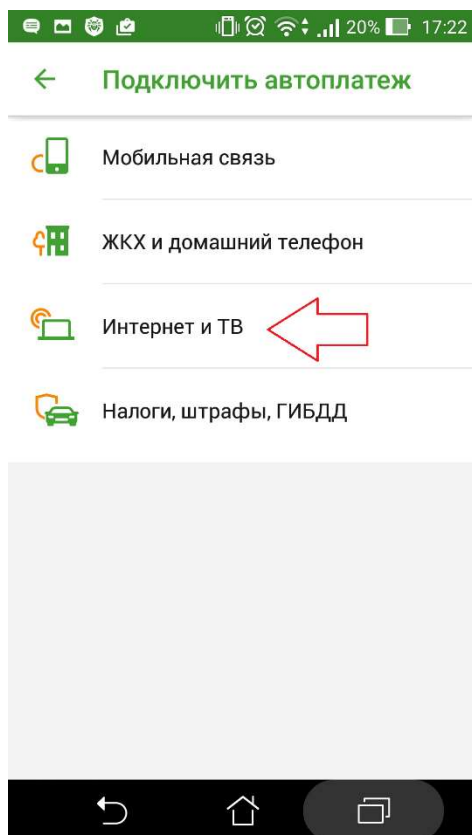 20% 17:22
Подключить автоплатеж
Мобильная связь
ЖКХ и домашний телефон
Интернет и ТВ
Налоги, штрафы, ГИБДД